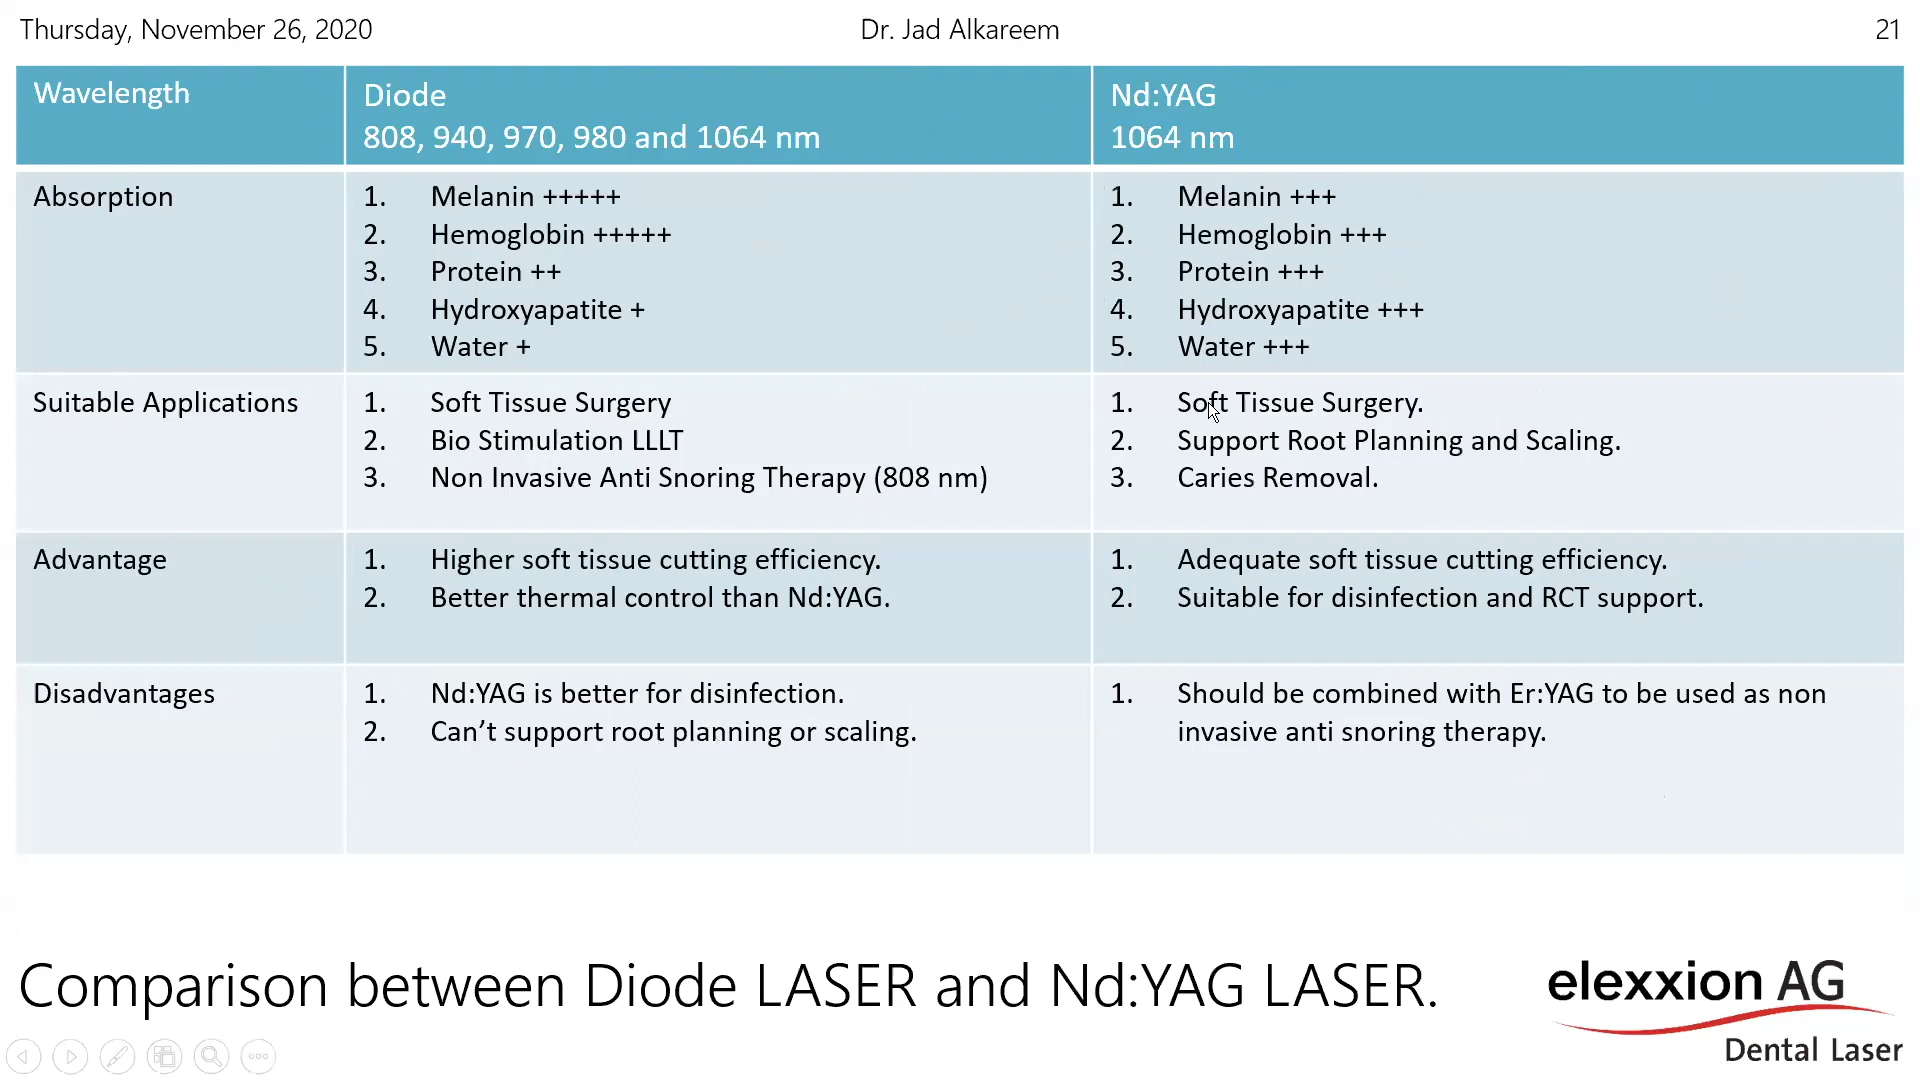 Thursday, November 26, 2020
Dr. Jad Alkareem
21
Wavelength
Diode
808, 940, 970, 980 and 1064 nm
Nd:YAG
1064 nm
Absorption
1. Melanin +++++
2. Hemoglobin +++++
3. Protein ++
4. Hydroxyapatite +
5. Water +
1. Melanin +++
2. Hemoglobin +++
3. Protein +++
4. Hydroxyapatite +++
5. Water +++
Suitable Applications
1. Soft Tissue Surgery
2. Bio Stimulation LLLT
3. Non Invasive Anti Snoring Therapy (808 nm)
1. Soft Tissue Surgery.
2. Support Root Planning and Scaling.
3. Caries Removal.
Advantage
1. Higher soft tissue cutting efficiency.
2. Better thermal control than Nd:YAG.
1. Adequate soft tissue cutting efficiency.
2. Suitable for disinfection and RCT support.
Disadvantages
1. Nd:YAG is better for disinfection.
2. Can’t support root planning or scaling.
1. Should be combined with Er:YAG to be used as non
invasive anti snoring therapy.
Comparison between Diode LASER and Nd:YAG LASER.
elexxion AG
Dental Laser